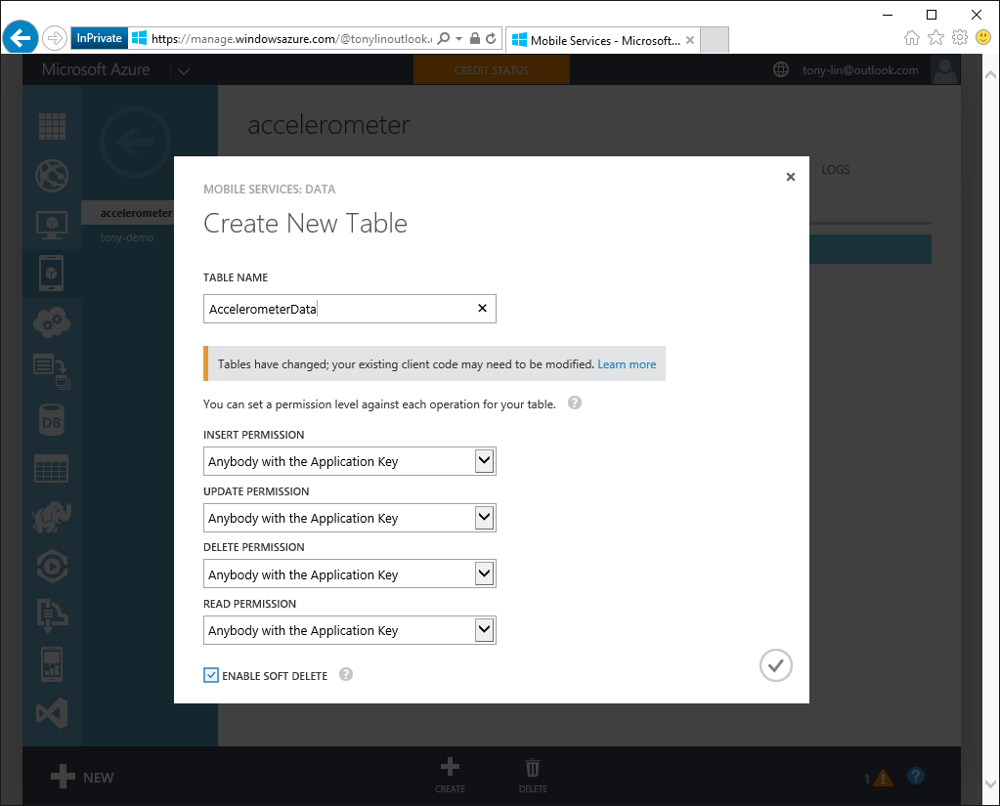 InPrivate
https://manage.windowsazure.com/@tonylinoutlook.
Mobile Services - Microsoft...
Microsoft Azure
CREDIT STATUS
tony-lin@outlook.com
accelerometer
LOGS
accelerometer
tony-demo
DB
MOBILE SERVICES: DATA
Create New Table
TABLE NAME
AccelerometerData
Tables have changed; your existing client code may need to be modified. Learn more
You can set a permission level against each operation for your table. ?
INSERT PERMISSION
Anybody with the Application Key
UPDATE PERMISSION
Anybody with the Application Key
DELETE PERMISSION
Anybody with the Application Key
READ PERMISSION
Anybody with the Application Key
ENABLE SOFT DELETE ?
NEW
CREATE
DELETE
1
?